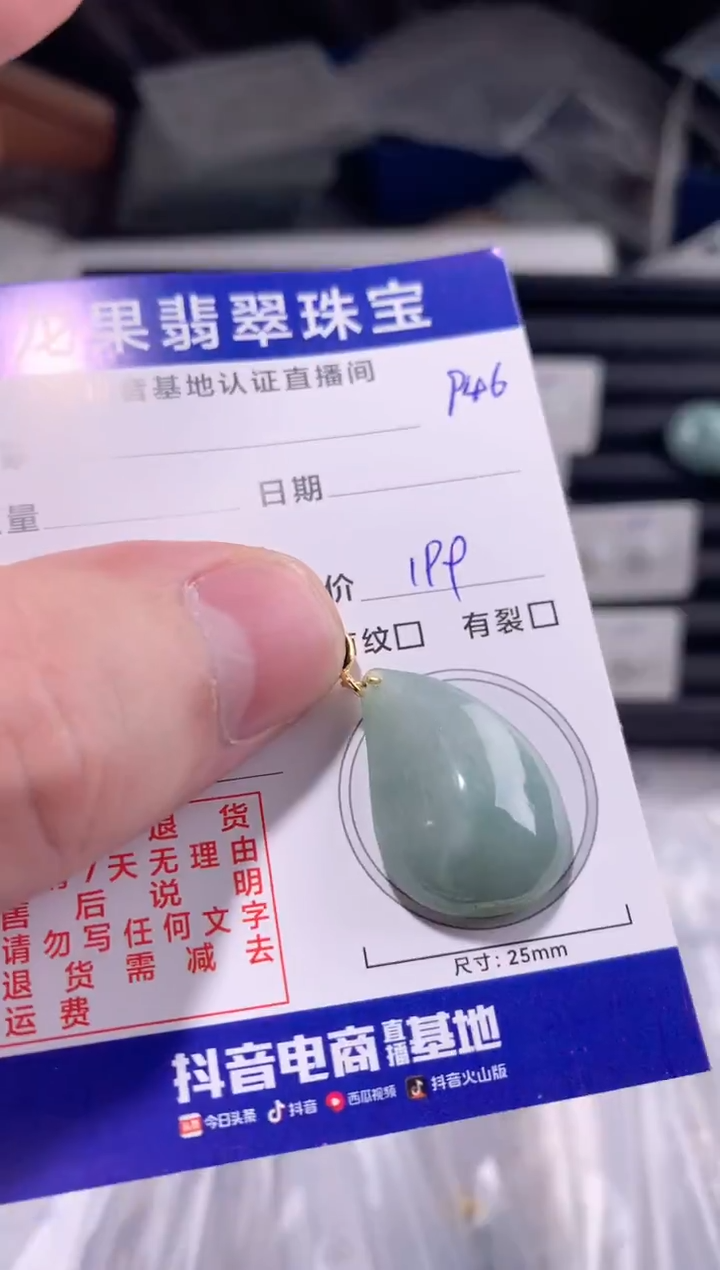 龙果翡翠珠宝
音基地认证直播间
P46
量
日期
价 199
纹□ 有裂□
退 货
7天无理由
售后说明
请勿写任何文字
退货需减去
运费
尺寸：25mm
抖音电商直播基地
今日头条 抖音 西瓜视频 抖音火山版